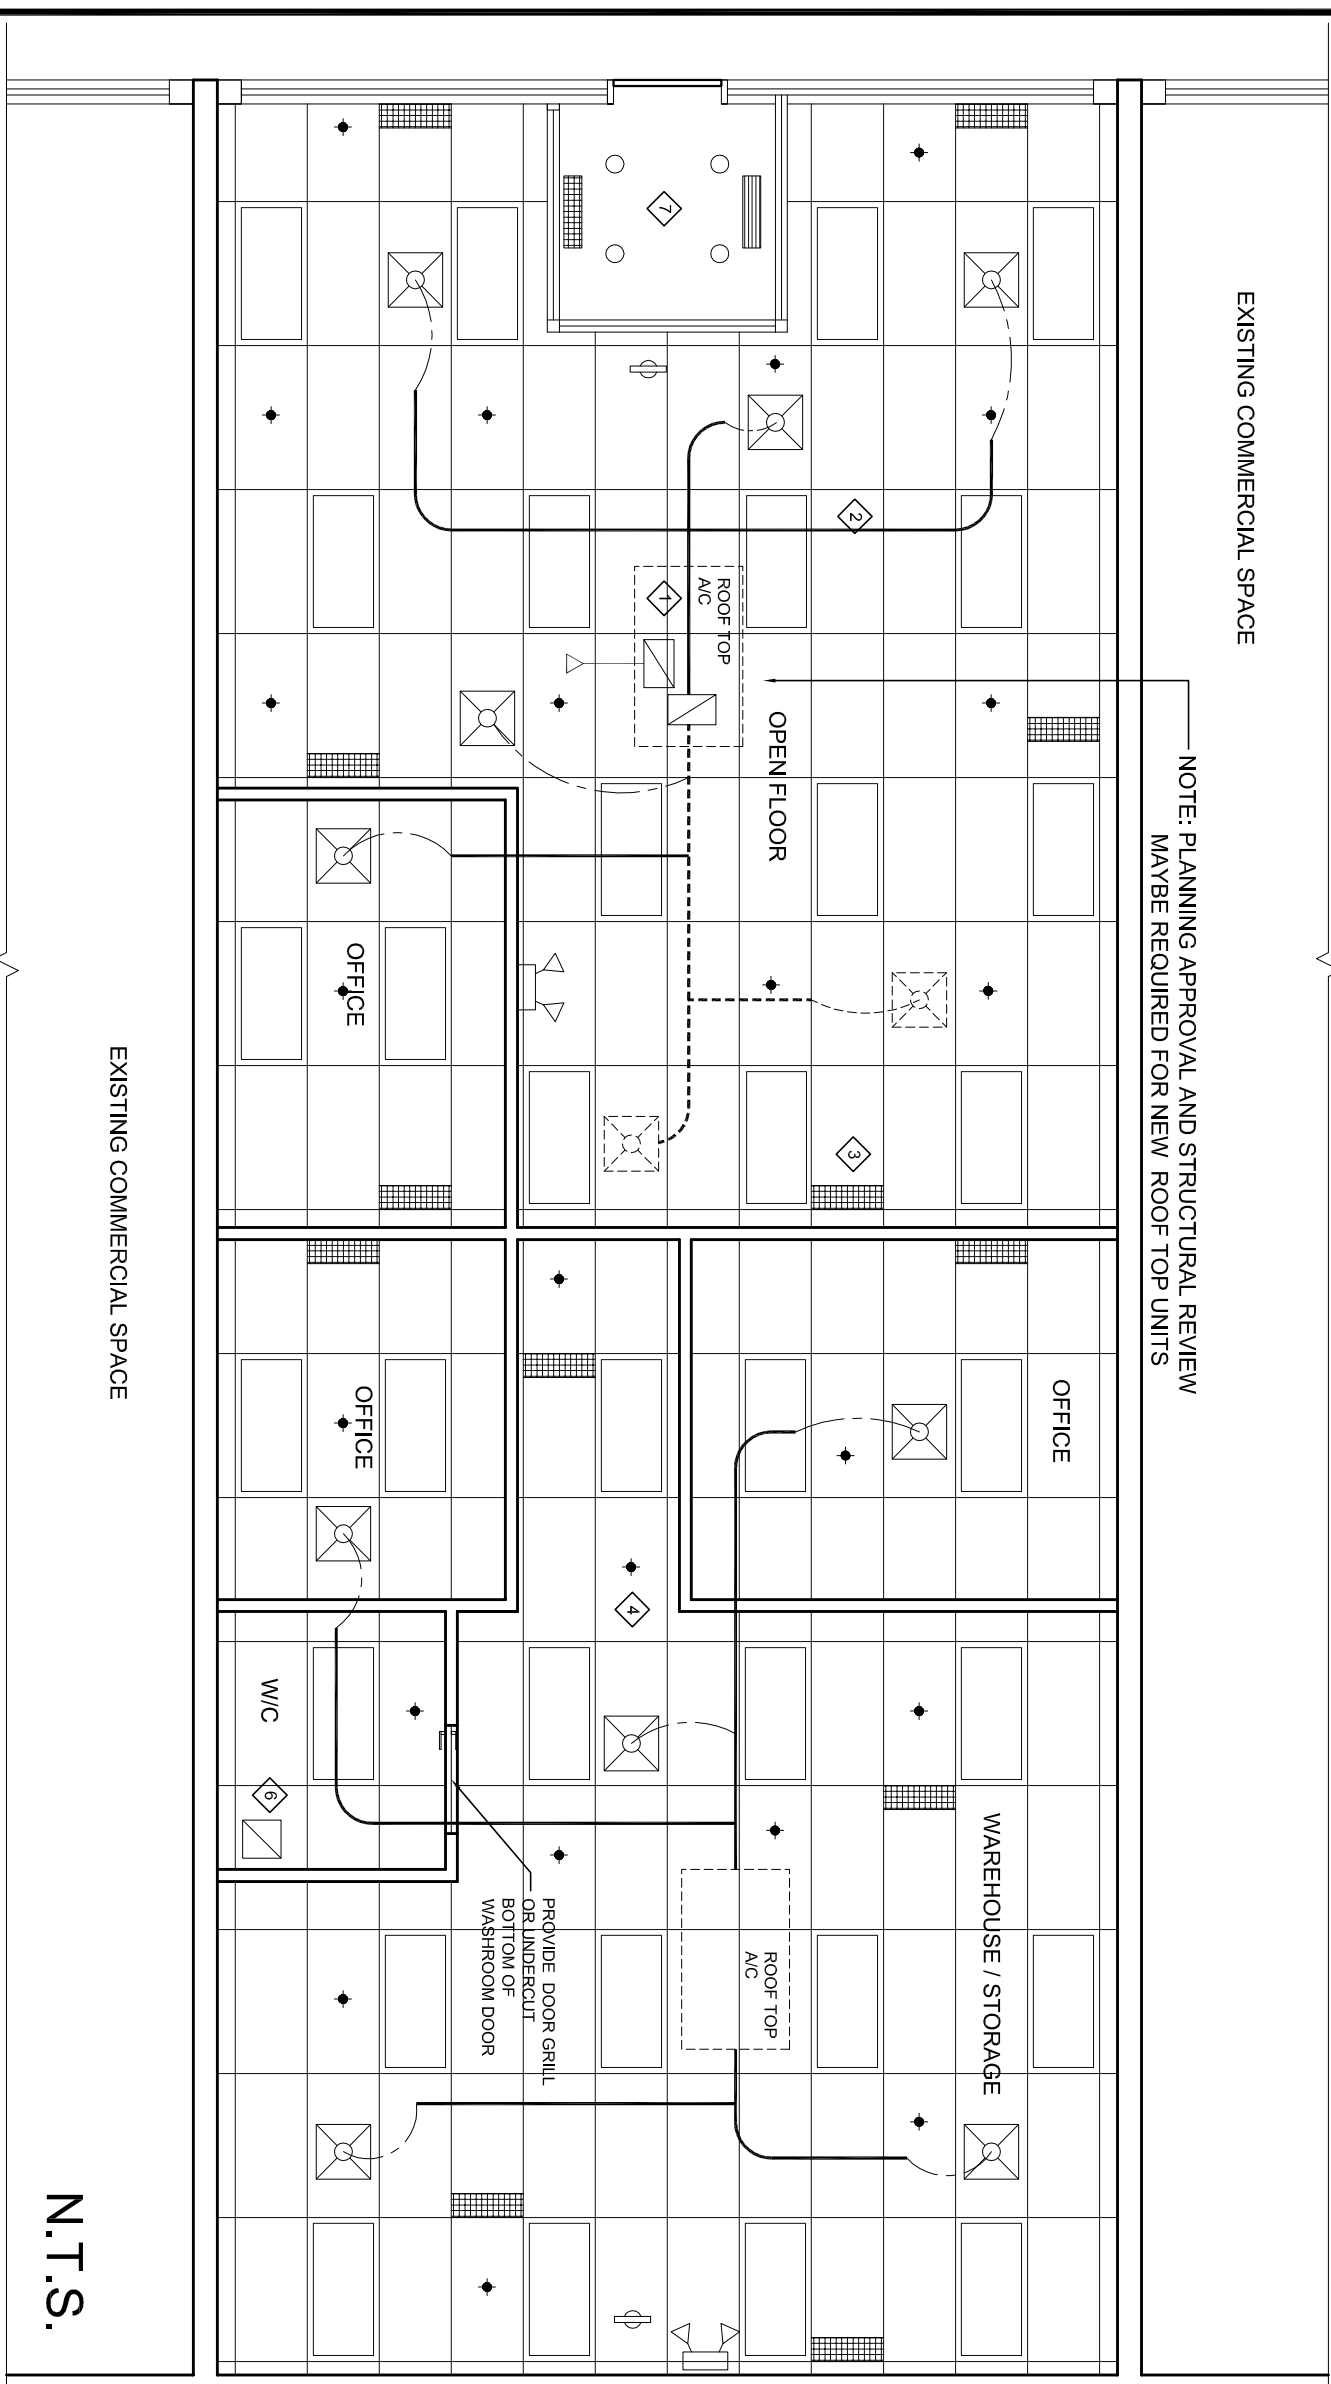 EXISTING COMMERCIAL SPACE
NOTE: PLANNING APPROVAL AND STRUCTURAL REVIEW
MAYBE REQUIRED FOR NEW ROOF TOP UNITS
7
2
1
ROOF TOP
A/C
OPEN FLOOR
OFFICE
3
OFFICE
OFFICE
4
W/C
6
WAREHOUSE / STORAGE
ROOF TOP
A/C
PROVIDE DOOR GRILL
OR UNDERCUT
BOTTOM OF
WASHROOM DOOR
EXISTING COMMERCIAL SPACE
N.T.S.